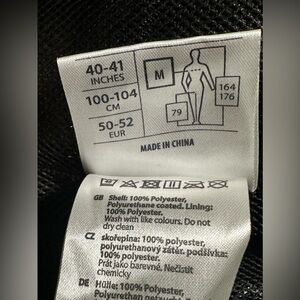 40-41
INCHES
M
100-104
CM
164
176
79
50-52
EUR
MADE IN CHINA
GB Shell: 100% Polyester,
Polyurethane coated. Lining:
100% Polyester.
Wash with like colours. Do not
dry clean
CZ skořepina: 100% polyester,
polyurethanový zátěr. podšívka:
100% polyester.
Prát jako barevné. Nečistit
chemicky
DE Hülle: 100% Polyester,